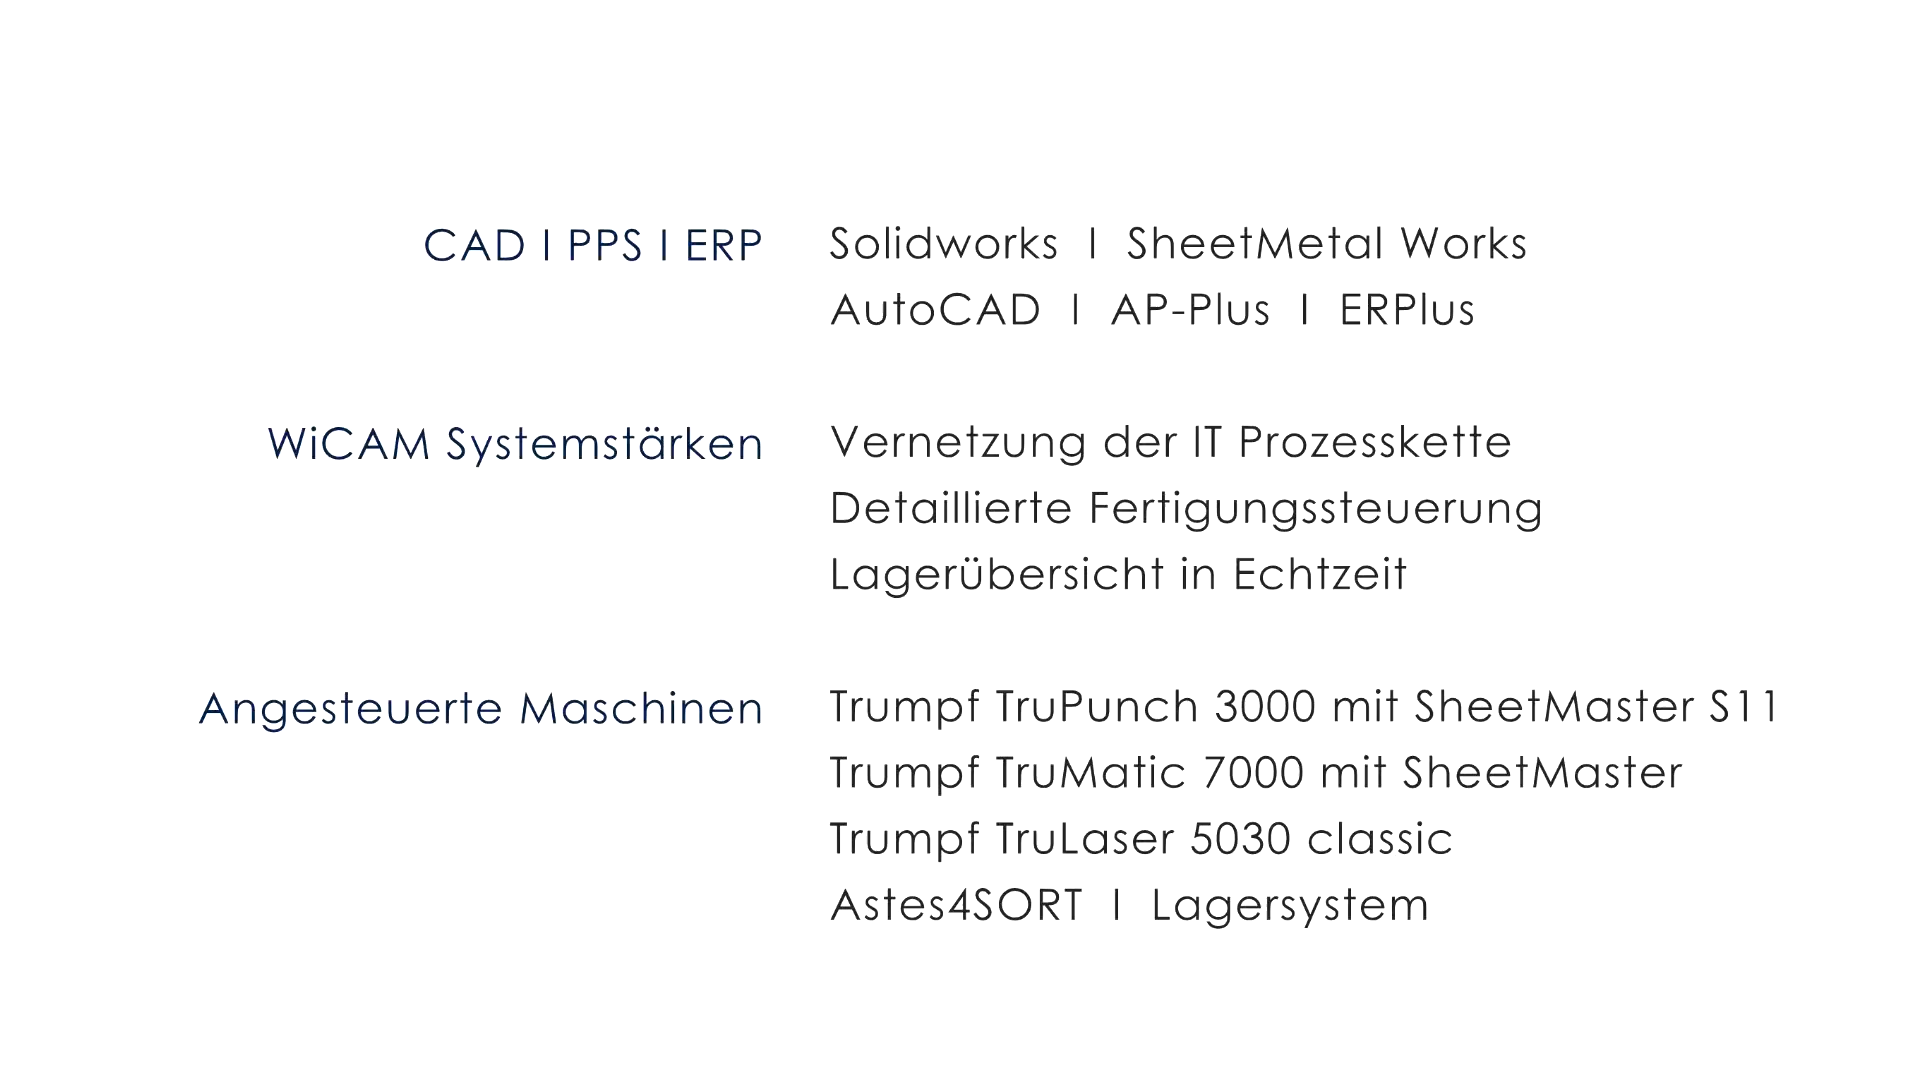 CAD I PPS I ERP Solidworks I SheetMetal Works
AutoCAD I AP-Plus I ERPlus
WiCAM Systemstärken Vernetzung der IT Prozesskette
Detaillierte Fertigungssteuerung
Lagerübersicht in Echtzeit
Angesteuerte Maschinen Trumpf TruPunch 3000 mit SheetMaster S11
Trumpf TruMatic 7000 mit SheetMaster
Trumpf TruLaser 5030 classic
Astes4SORT I Lagersystem